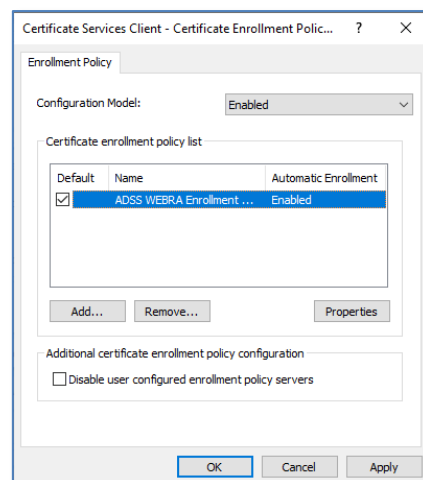 Certificate Services Client - Certificate Enrollment Polic... ? X
Enrollment Policy
Configuration Model: Enabled
Certificate enrollment policy list
Default Name Automatic Enrollment
ADSS WEBRA Enrollment ... Enabled
Add... Remove... Properties
Additional certificate enrollment policy configuration
Disable user configured enrollment policy servers
OK Cancel Apply